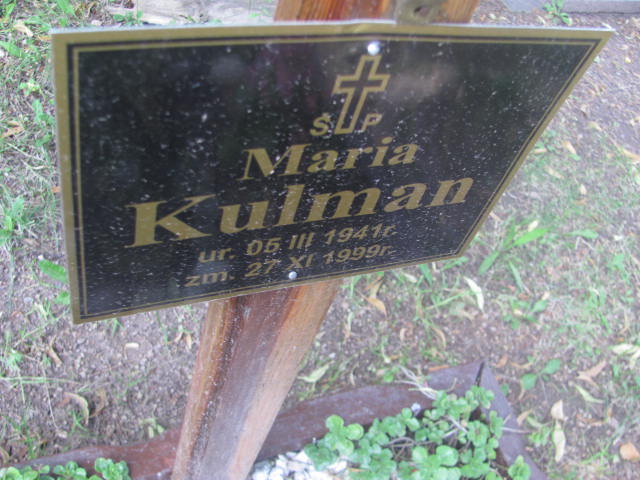 Ś P
Maria
Kulman
ur. 05 III 1941r.
zm. 27 XI 1999r.